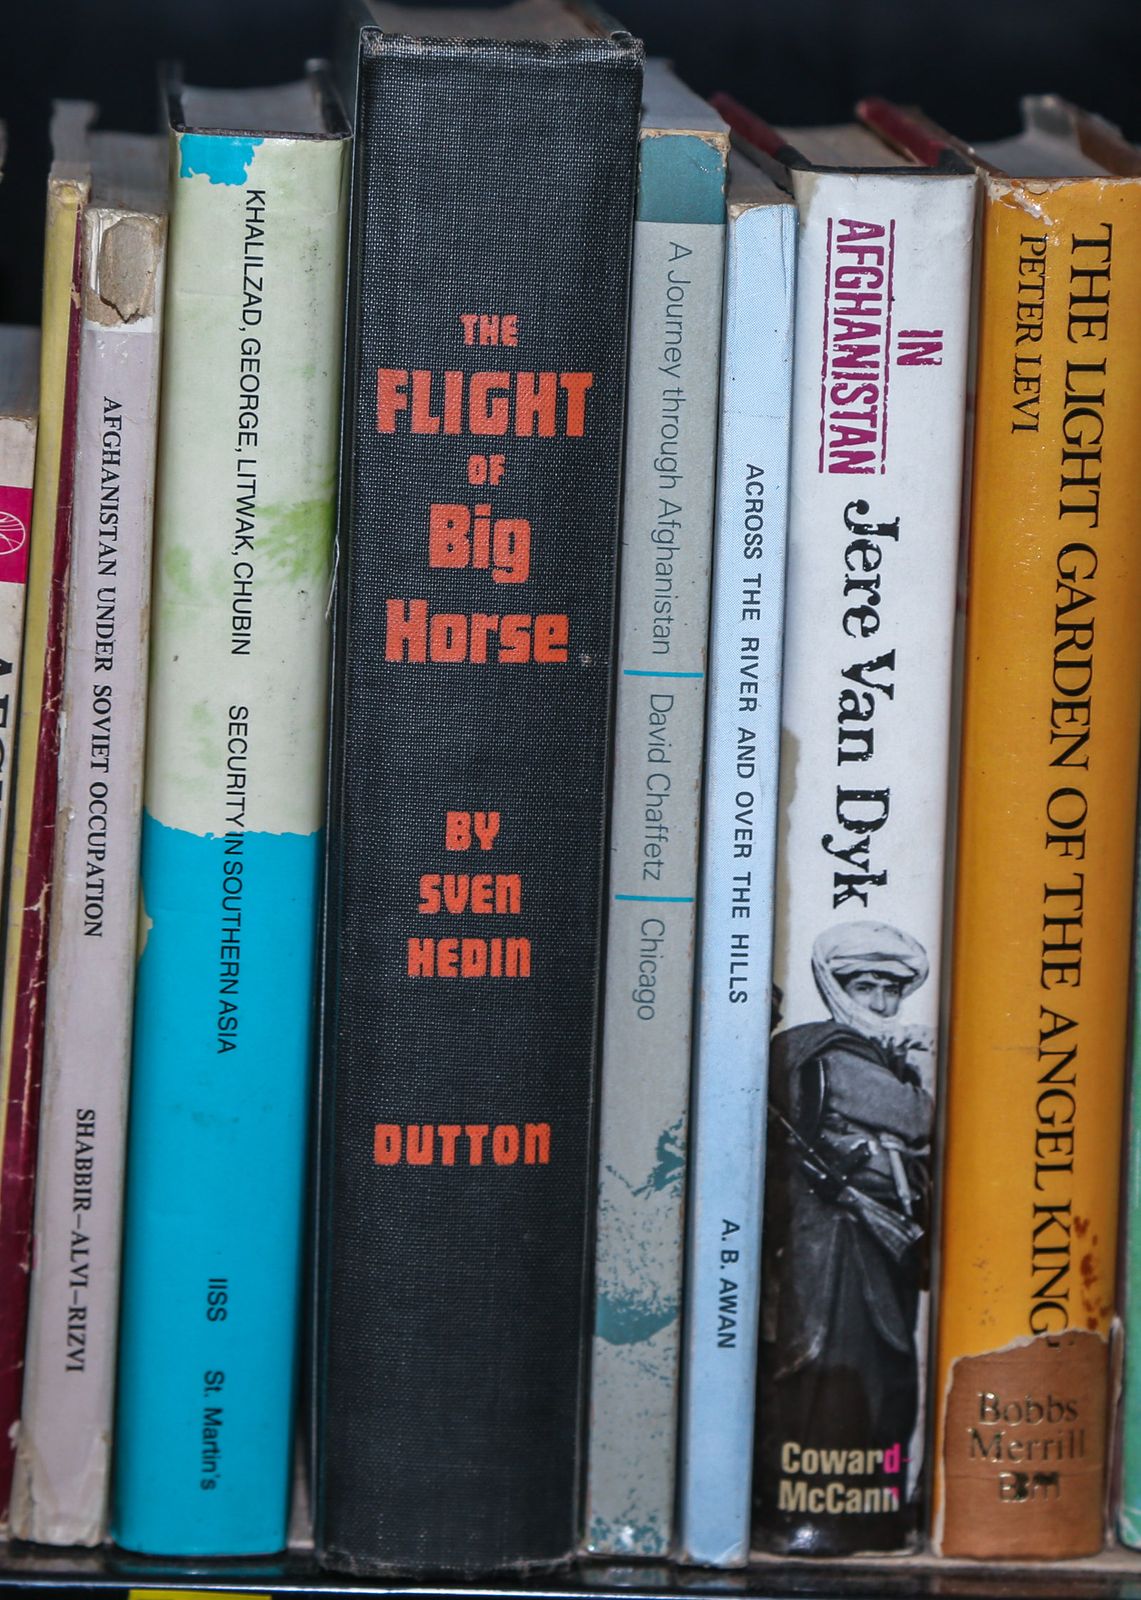 AFGHANISTAN UNDER SOVIET OCCUPATION
SHABBIR–ALVI–RIZVI
KHALILZAD, GEORGE, LITWAK, CHUBIN
SECURITY IN SOUTHERN ASIA
IISS
St. Martin's
THE
FLIGHT
OF
Big
Horse
BY
SVEN
HEDIN
DUTTON
A Journey through Afghanistan
David Chaffetz
Chicago
ACROSS THE RIVER AND OVER THE HILLS
A. B. AWAN
IN
AFGHANISTAN
Jere Van Dyk
Coward-
McCann
THE LIGHT GARDEN OF THE ANGEL KING
PETER LEVI
Bobbs
Merrill